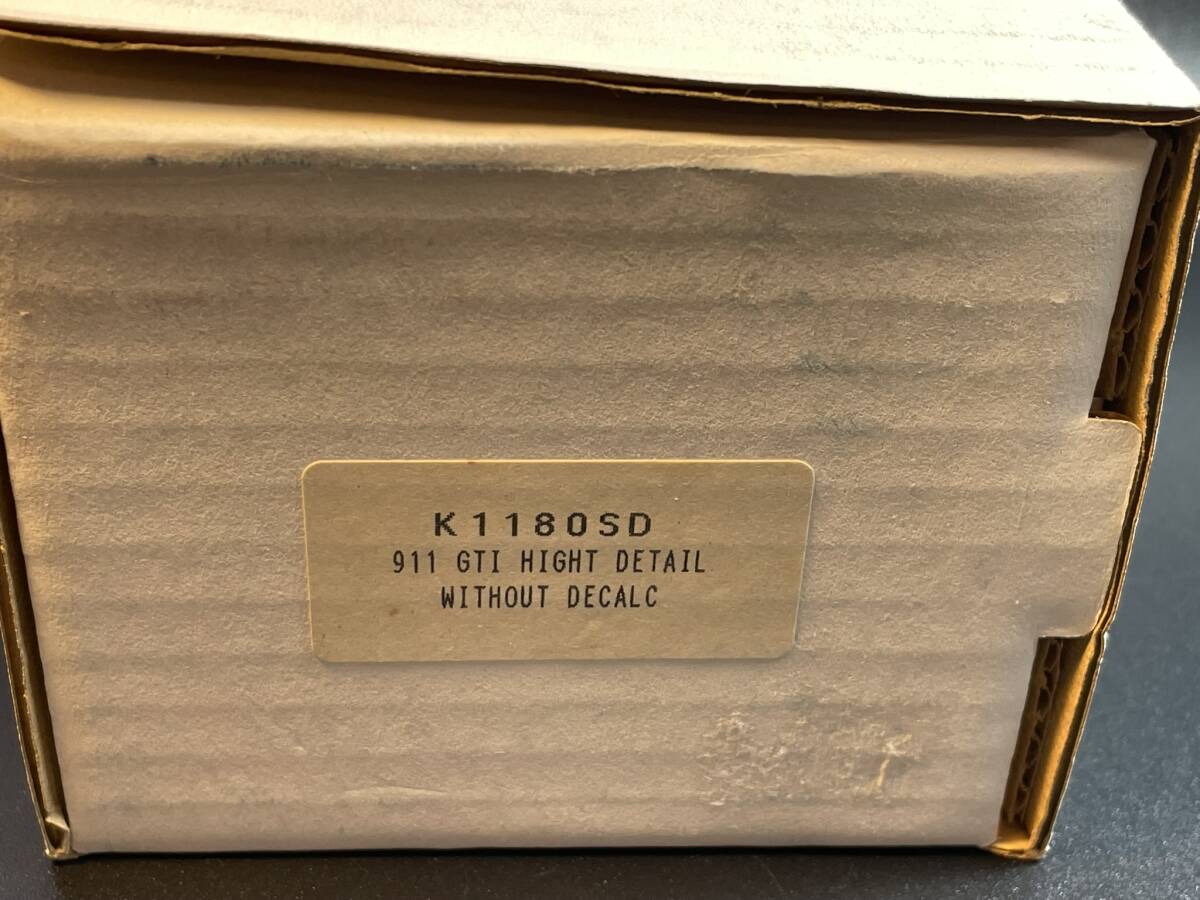 K1180SD
911 GTI HIGHT DETAIL
WITHOUT DECALC